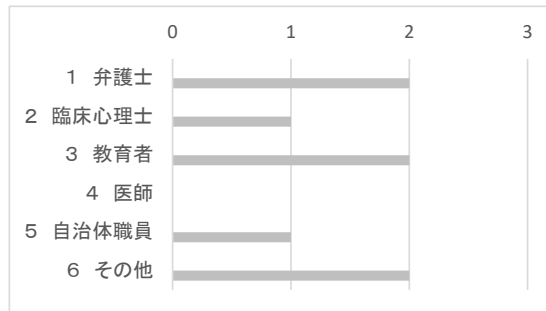 0 1 2 3
１ 弁護士
２ 臨床心理士
３ 教育者
４ 医師
５ 自治体職員
６ その他